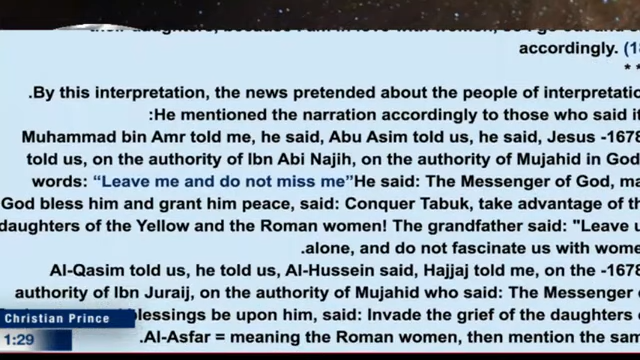 accordingly. (18
* *
.By this interpretation, the news pretended about the people of interpretatio
:He mentioned the narration accordingly to those who said it
Muhammad bin Amr told me, he said, Abu Asim told us, he said, Jesus -1678
told us, on the authority of Ibn Abi Najih, on the authority of Mujahid in God
words: “Leave me and do not miss me”He said: The Messenger of God, ma
God bless him and grant him peace, said: Conquer Tabuk, take advantage of th
daughters of the Yellow and the Roman women! The grandfather said: "Leave u
.alone, and do not fascinate us with wome
Al-Qasim told us, he told us, Al-Hussein said, Hajjaj told me, on the -1678
authority of Ibn Juraij, on the authority of Mujahid who said: The Messenger o
blessings be upon him, said: Invade the grief of the daughters o
.Al-Asfar = meaning the Roman women, then mention the sam
Christian Prince
1:29